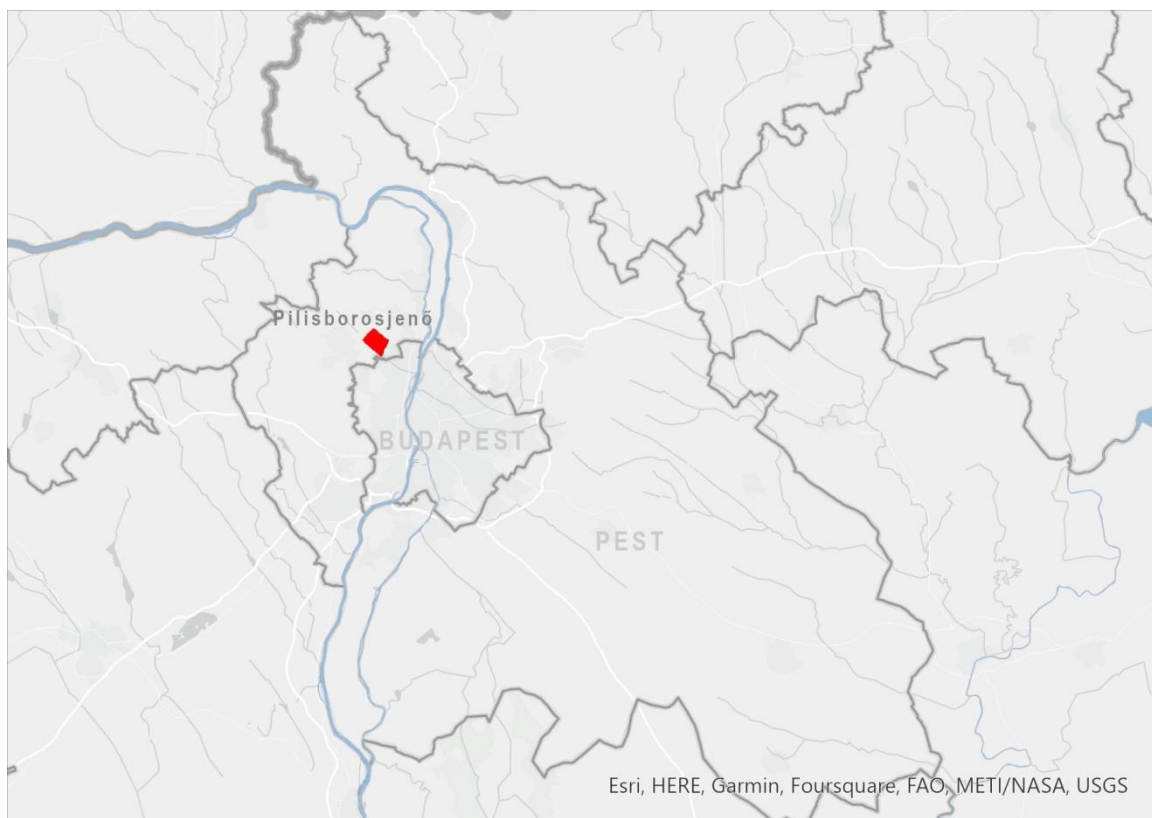 Pilisborosjenő
BUDAPEST
PEST
Esri, HERE, Garmin, Foursquare, FAO, METI/NASA, USGS